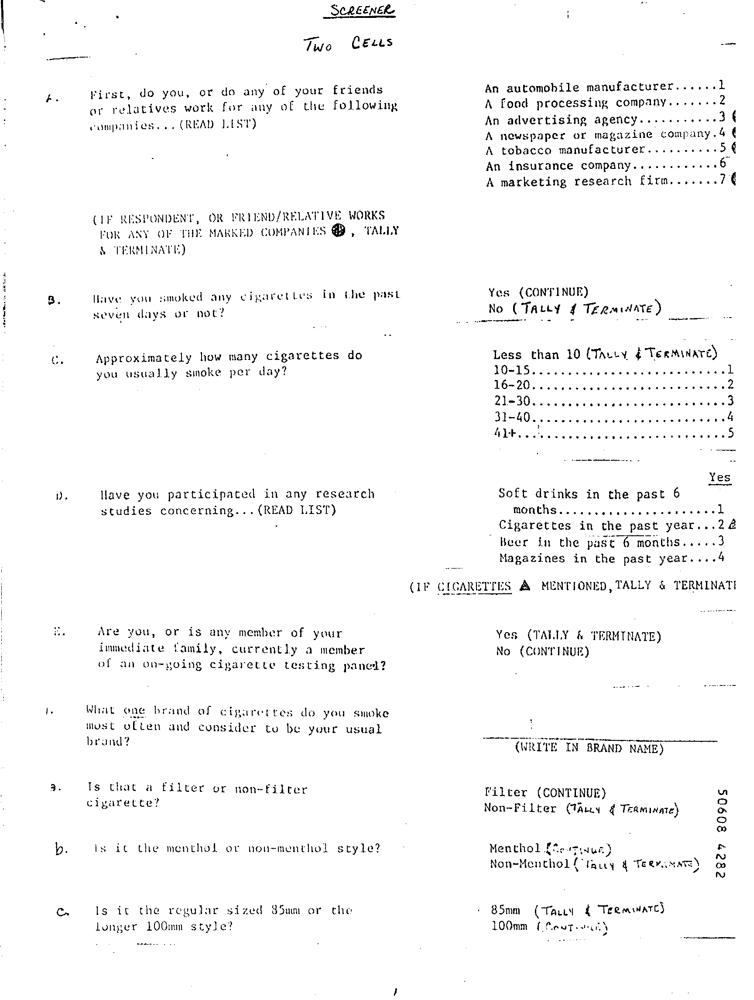 SCREENER
TWO CELLS
A. First, do you, or do any of your friends
or relatives work for any of the following
companies...(READ LIST)
An automobile manufacturer......1
A food processing company.......2
An advertising agency...........3
A newspaper or magazine company.4
A tobacco manufacturer..........5
An insurance company............6
A marketing research firm.......7
(IF RESPONDENT, OR FRIEND/RELATIVE WORKS
FOR ANY OF THE MARKED COMPANIES , TALLY
& TERMINATE)
B. Have you smoked any cigarettes in the past
seven days or not?
Yes (CONTINUE)
No (TALLY & TERMINATE)
C. Approximately how many cigarettes do
you usually smoke per day?
Less than 10 (TALLY & TERMINATE)
10-15.........................1
16-20.........................2
21-30.........................3
31-40.........................4
41+...........................5
D. Have you participated in any research
studies concerning...(READ LIST)
Yes
Soft drinks in the past 6
months.....................1
Cigarettes in the past year...2
Beer in the past 6 months.....3
Magazines in the past year....4
(IF CIGARETTES ▲ MENTIONED, TALLY & TERMINAT
E. Are you, or is any member of your
immediate family, currently a member
of an on-going cigarette testing panel?
Yes (TALLY & TERMINATE)
No (CONTINUE)
What one brand of cigarettes do you smoke
most often and consider to be your usual
brand?
(WRITE IN BRAND NAME)
a. Is that a filter or non-filter
cigarette?
Filter (CONTINUE)
Non-Filter (TALLY & TERMINATE)
b. Is it the menthol or non-menthol style?
Menthol (CONTINUE)
Non-Menthol (TALLY & TERMINATE)
c. Is it the regular sized 85mm or the
longer 100mm style?
85mm (TALLY & TERMINATE)
100mm (CONTINUE)
50608 4282
1